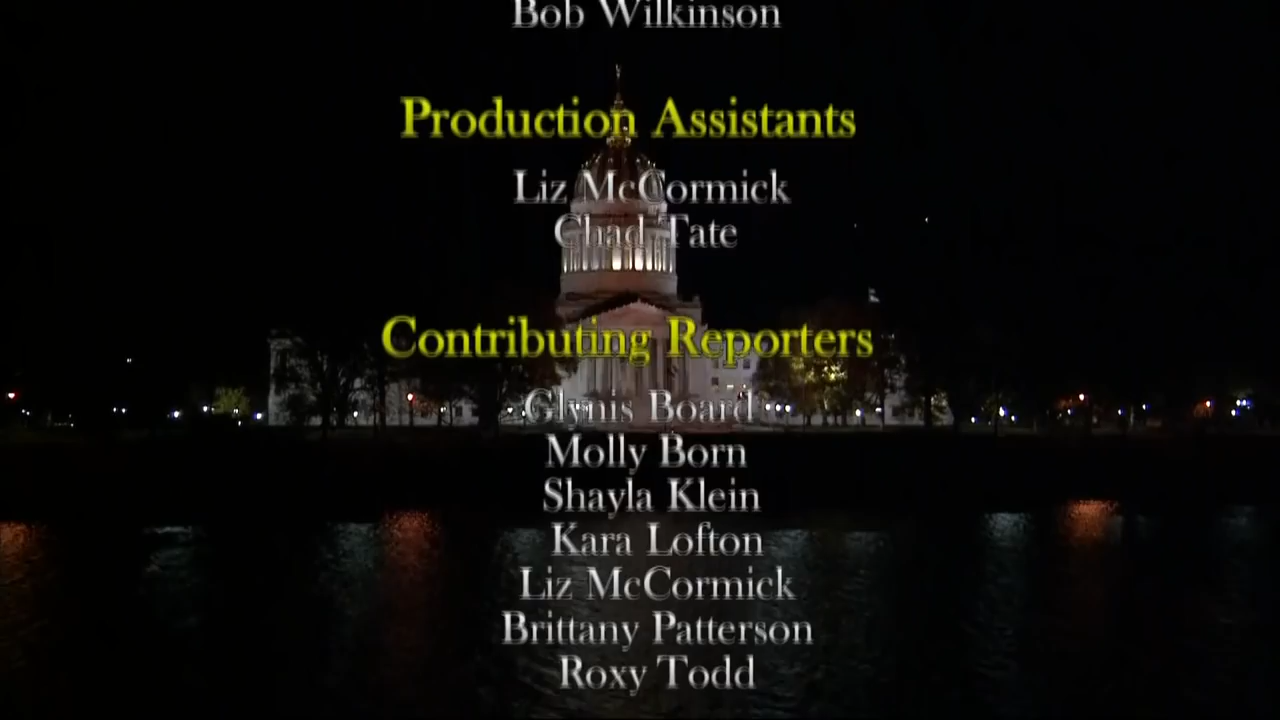 Bob Wilkinson
Production Assistants
Liz McCormick
Chad Tate
Contributing Reporters
Glynis Board
Molly Born
Shayla Klein
Kara Lofton
Liz McCormick
Brittany Patterson
Roxy Todd